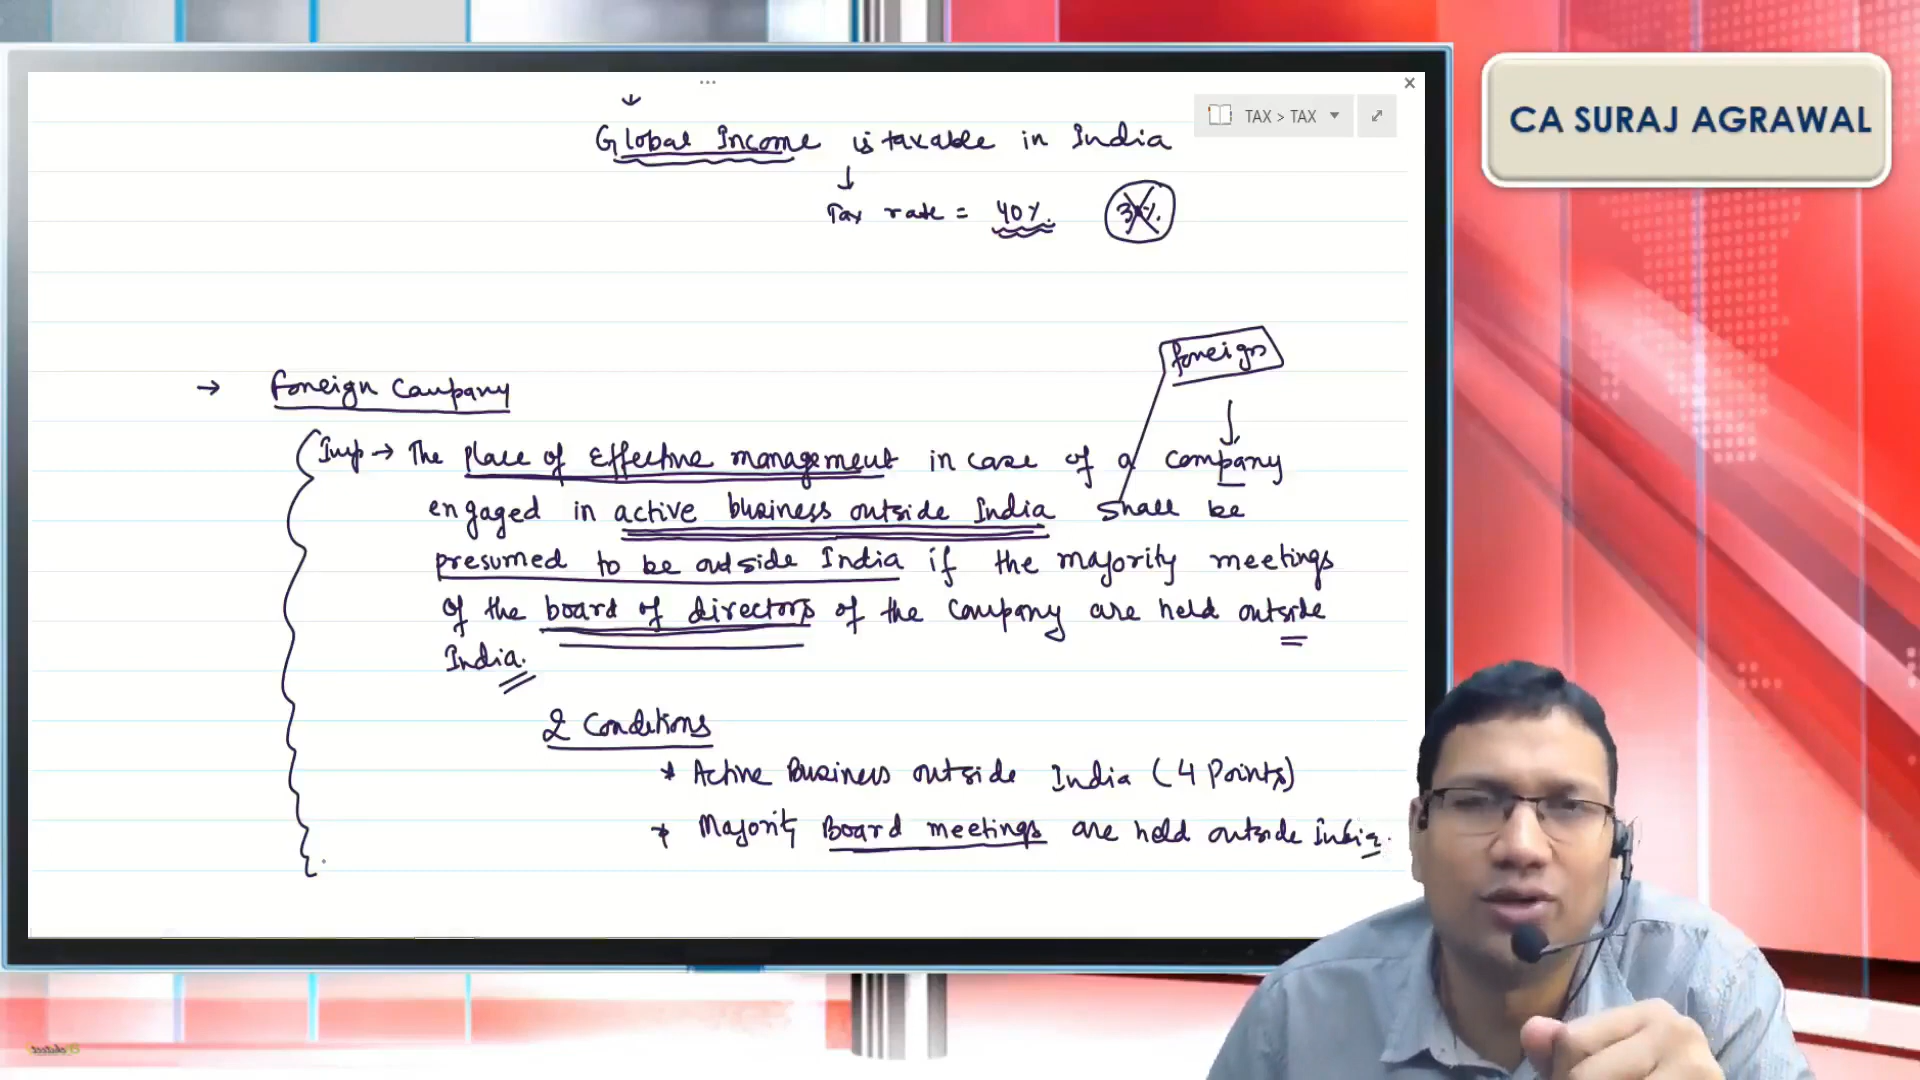 ...
TAX > TAX
CA SURAJ AGRAWAL
Global Income is taxable in India
Tax rate = 40%. 30%.
foreign
→ Foreign Company
Imp → The place of Effective management in case of a company
engaged in active business outside India shall be
presumed to be outside India if the majority meetings
of the board of directors of the company are held outside
India.
2 Conditions
* Active Business outside India (4 Points)
* Majority Board meetings are held outside India.